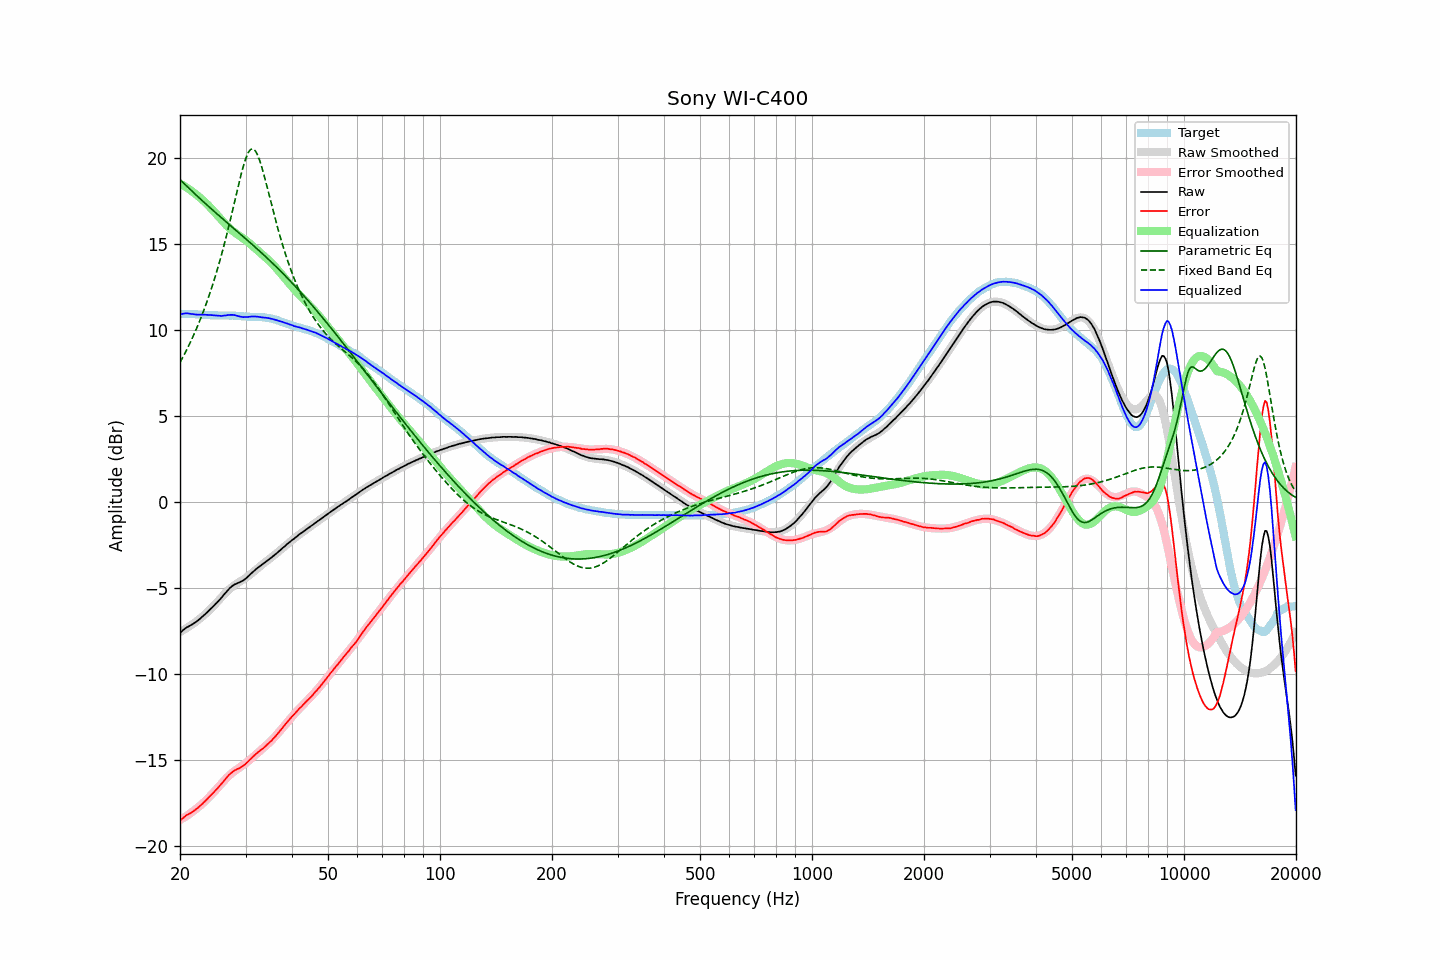 Sony WI-C400
Target
Raw Smoothed
Error Smoothed
Raw
Error
Equalization
Parametric Eq
Fixed Band Eq
Equalized
Amplitude (dBr)
20
15
10
5
0
−5
−10
−15
−20
20 50 100 200 500 1000 2000 5000 10000 20000
Frequency (Hz)